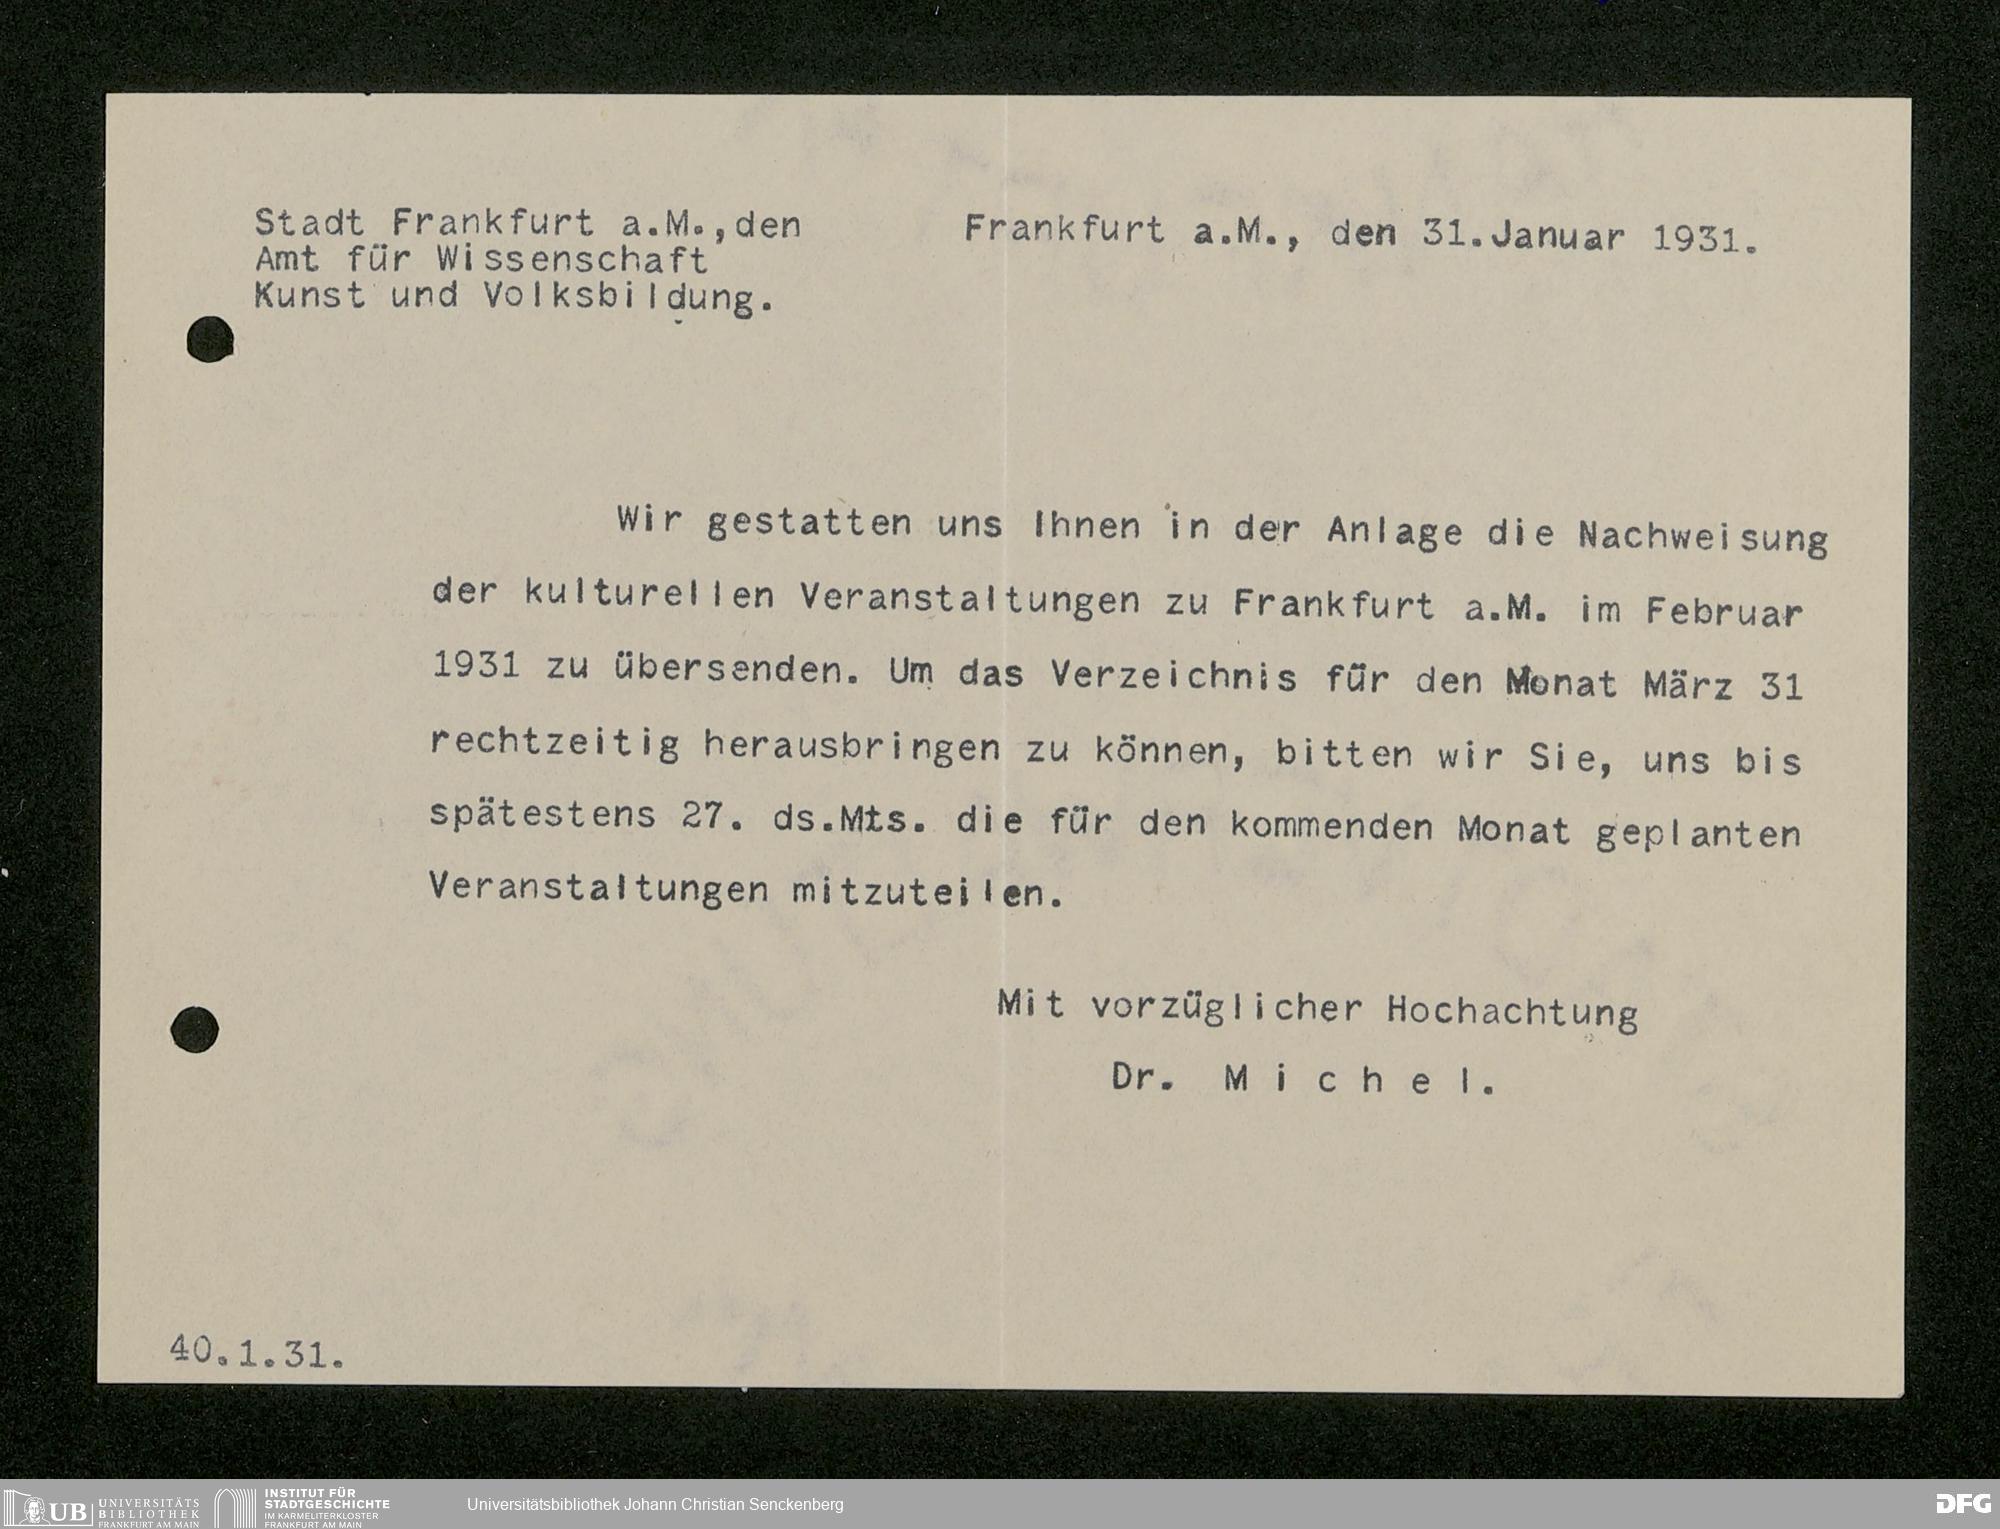 Stadt Frankfurt a.M.,den
Amt für Wissenschaft
Kunst und Volksbildung.
Frankfurt a.M., den 31.Januar 1931.
Wir gestatten uns Ihnen in der Anlage die Nachweisung
der kulturellen Veranstaltungen zu Frankfurt a.M. im Februar
1931 zu übersenden. Um das Verzeichnis für den Monat März 31
rechtzeitig herausbringen zu können, bitten wir Sie, uns bis
spätestens 27. ds.Mts. die für den kommenden Monat geplanten
Veranstaltungen mitzuteilen.
Mit vorzüglicher Hochachtung
Dr. M i c h e l.
40.1.31.
UB UNIVERSITÄTS
BIBLIOTHEK
FRANKFURT AM MAIN
INSTITUT FÜR
STADTGESCHICHTE
IM KARMELITERKLOSTER
FRANKFURT AM MAIN
Universitätsbibliothek Johann Christian Senckenberg
DFG